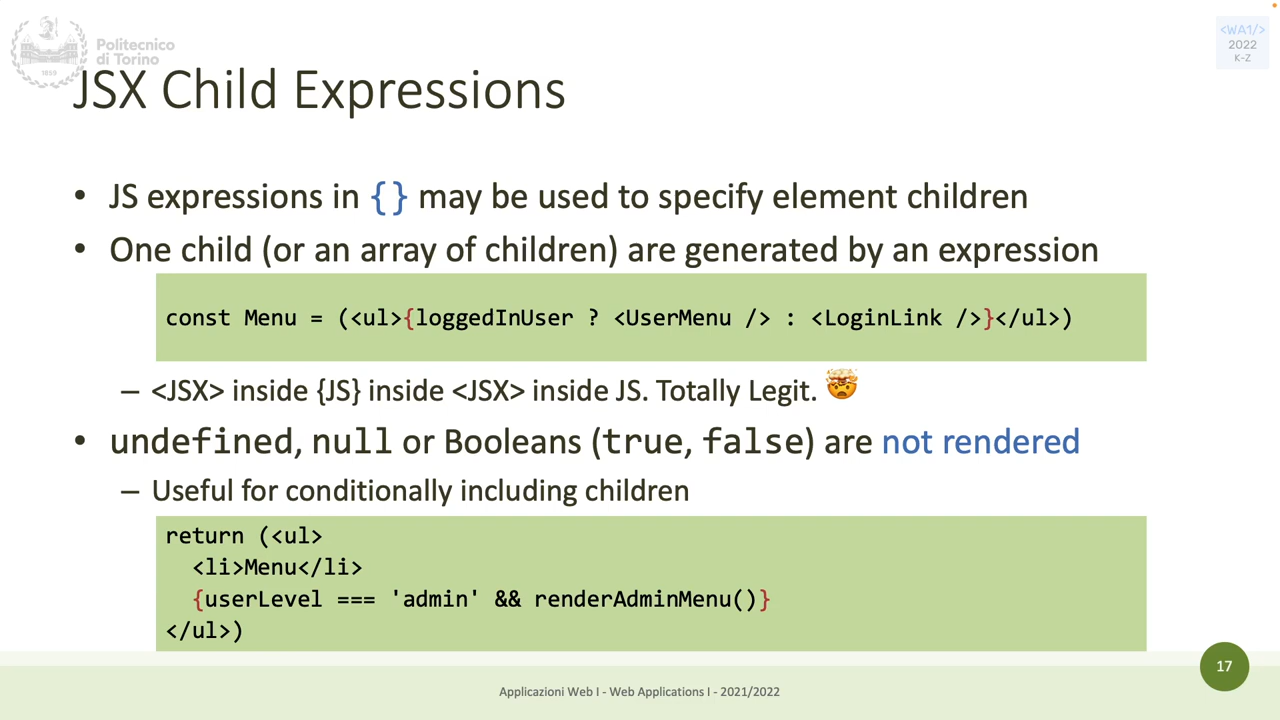 Politecnico
di Torino
1859
<WA1/>
2022
K-Z
JSX Child Expressions
• JS expressions in {} may be used to specify element children
• One child (or an array of children) are generated by an expression
const Menu = (<ul>{loggedInUser ? <UserMenu /> : <LoginLink />}</ul>)
– <JSX> inside {JS} inside <JSX> inside JS. Totally Legit. 🤯
• undefined, null or Booleans (true, false) are not rendered
– Useful for conditionally including children
return (<ul>
  <li>Menu</li>
  {userLevel === 'admin' && renderAdminMenu()}
</ul>)
17
Applicazioni Web I - Web Applications I - 2021/2022